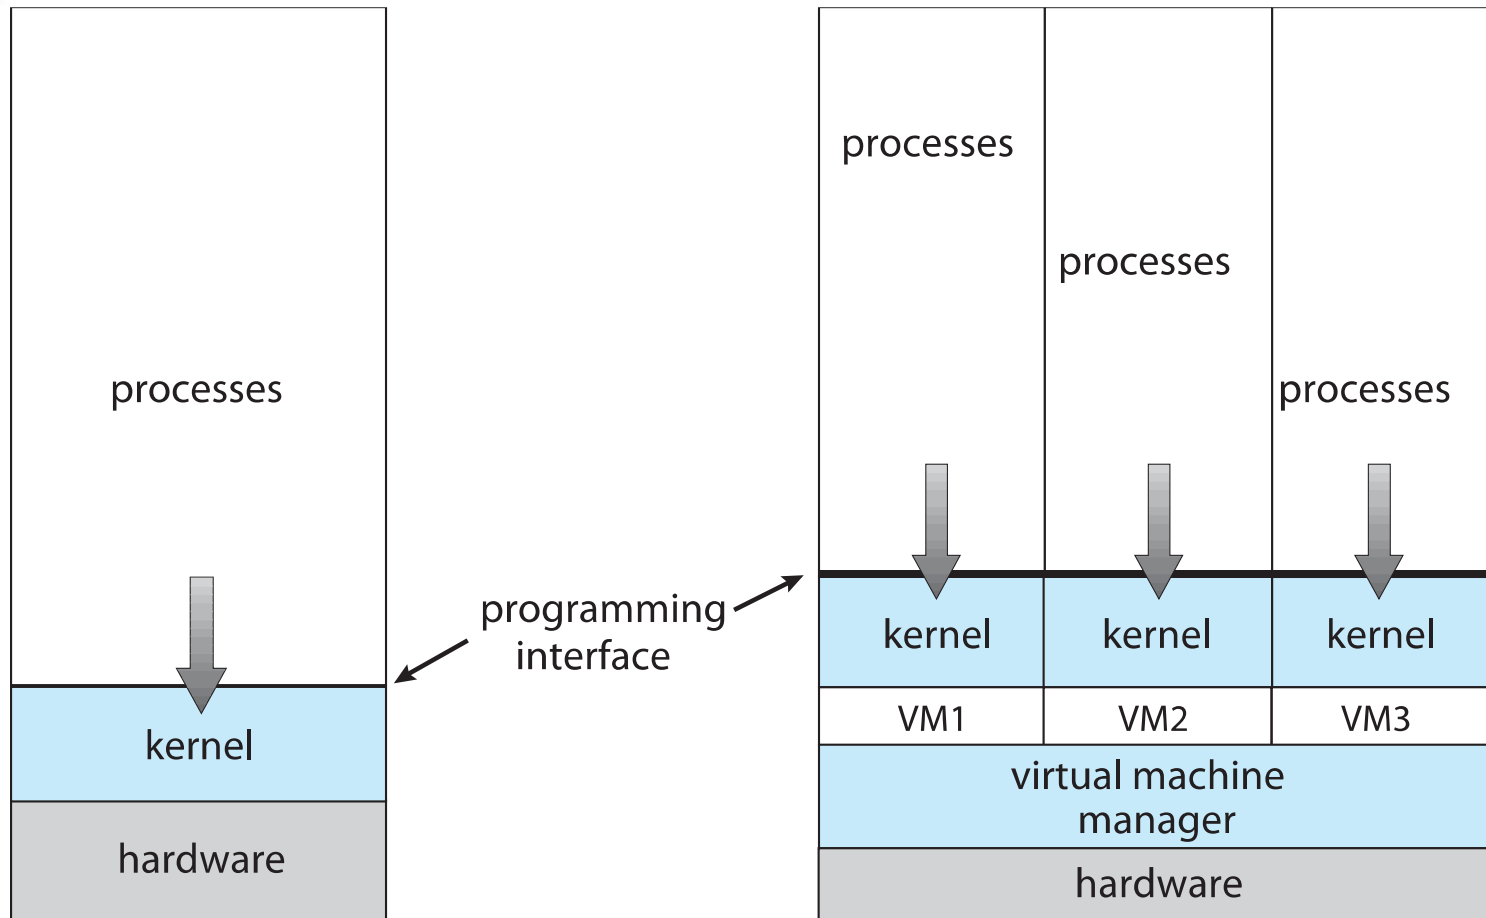 processes
kernel
hardware
programming
interface
processes
processes
processes
kernel
kernel
kernel
VM1
VM2
VM3
virtual machine
manager
hardware